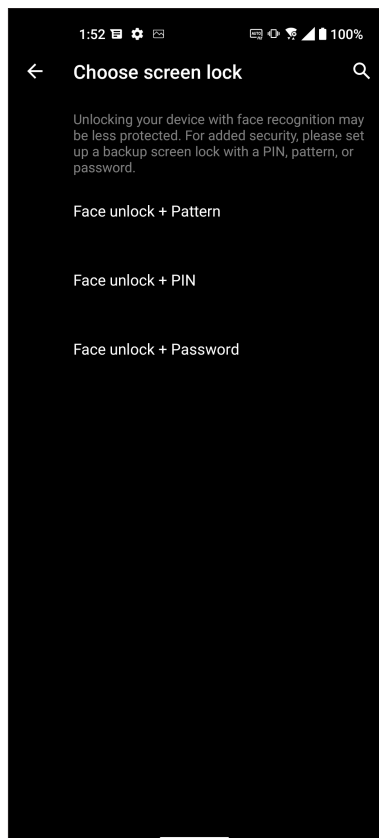 1:52 100%
Choose screen lock
Unlocking your device with face recognition may
be less protected. For added security, please set
up a backup screen lock with a PIN, pattern, or
password.
Face unlock + Pattern
Face unlock + PIN
Face unlock + Password